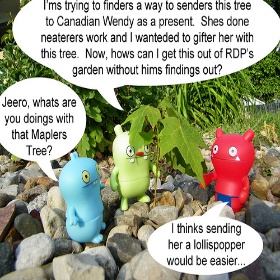 I'ms trying to finders a way to senders this tree
to Canadian Wendy as a present. Shes done
neaterers work and I wanteded to gifter her with
this tree. Now, hows can I get this out of RDP's
garden without hims findings out?
Jeero, whats are
you doings with
that Maplers
Tree?
I thinks sending
her a lollispopper
would be easier...